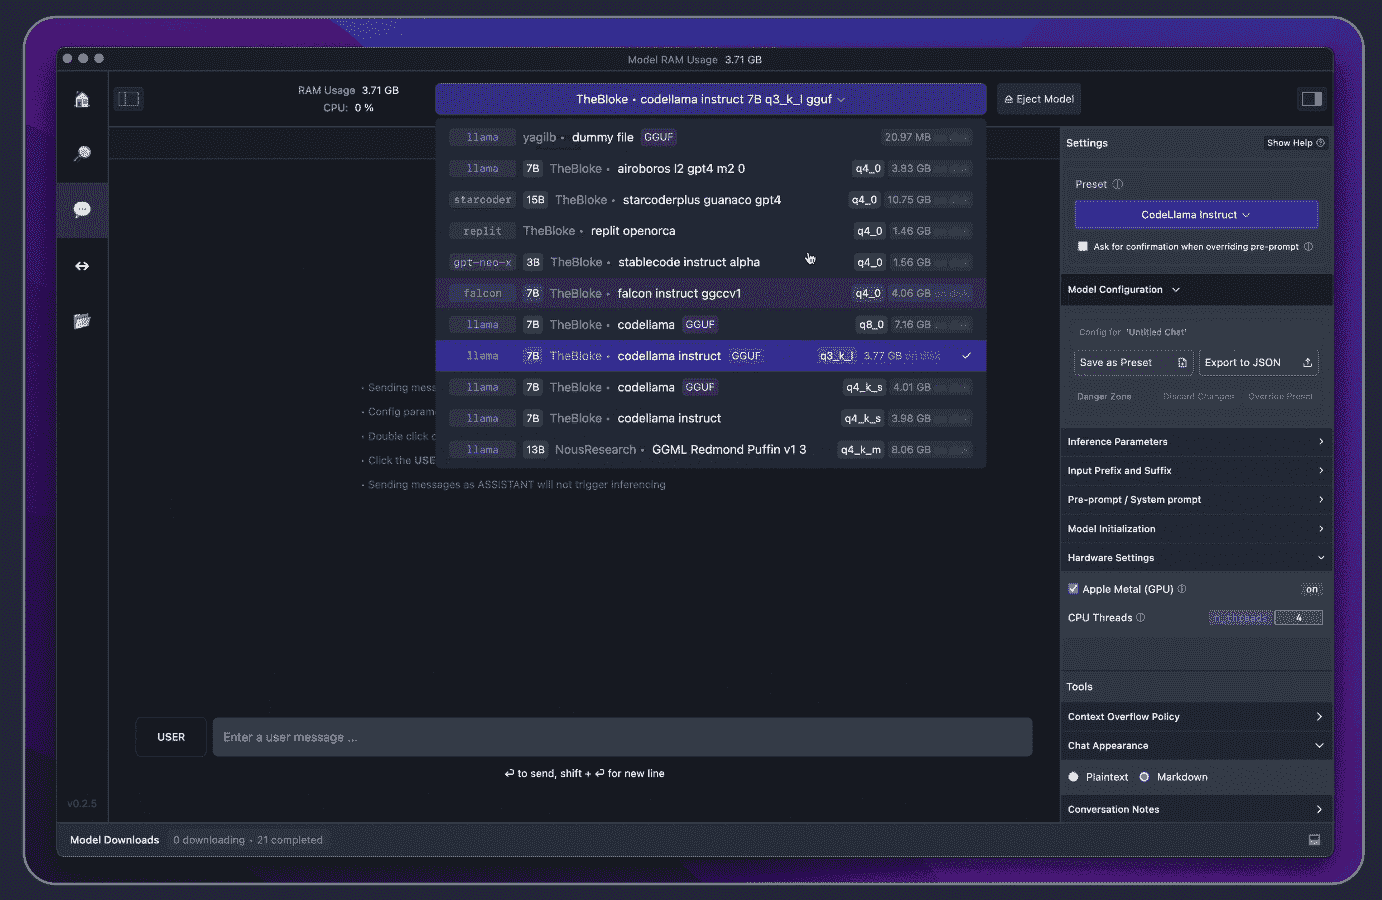 Model RAM Usage 3.71 GB
RAM Usage 3.71 GB
CPU: 0 %
TheBloke • codellama instruct 7B q3_k_l gguf
Eject Model
llama yagilb • dummy file GGUF 20.97 MB
llama 7B TheBloke • airoboros l2 gpt4 m2 0 q4_0 3.83 GB
starcoder 15B TheBloke • starcoderplus guanaco gpt4 q4_0 10.75 GB
replit TheBloke • replit openorca q4_0 1.46 GB
gpt-neo-x 3B TheBloke • stablecode instruct alpha q4_0 1.56 GB
falcon 7B TheBloke • falcon instruct ggccv1 q4_0 4.06 GB
llama 7B TheBloke • codellama GGUF q8_0 7.16 GB
llama 7B TheBloke • codellama instruct GGUF q3_k_l 3.77 GB on disk
llama 7B TheBloke • codellama GGUF q4_k_s 4.01 GB
llama 7B TheBloke • codellama instruct q4_k_s 3.98 GB
llama 13B NousResearch • GGML Redmond Puffin v1 3 q4_k_m 8.06 GB
• Sending mess
• Config param
• Double click
• Click the USE
• Sending messages as ASSISTANT will not trigger inferencing
USER
Enter a user message ...
to send, shift + for new line
v0.2.5
Model Downloads 0 downloading • 21 completed
Settings
Show Help
Preset
CodeLlama Instruct
Ask for confirmation when overriding pre-prompt
Model Configuration
Config for 'Untitled Chat'
Save as Preset
Export to JSON
Danger Zone Discard Changes Override Preset
Inference Parameters
Input Prefix and Suffix
Pre-prompt / System prompt
Model Initialization
Hardware Settings
Apple Metal (GPU) on
CPU Threads n_threads 4
Tools
Context Overflow Policy
Chat Appearance
Plaintext Markdown
Conversation Notes